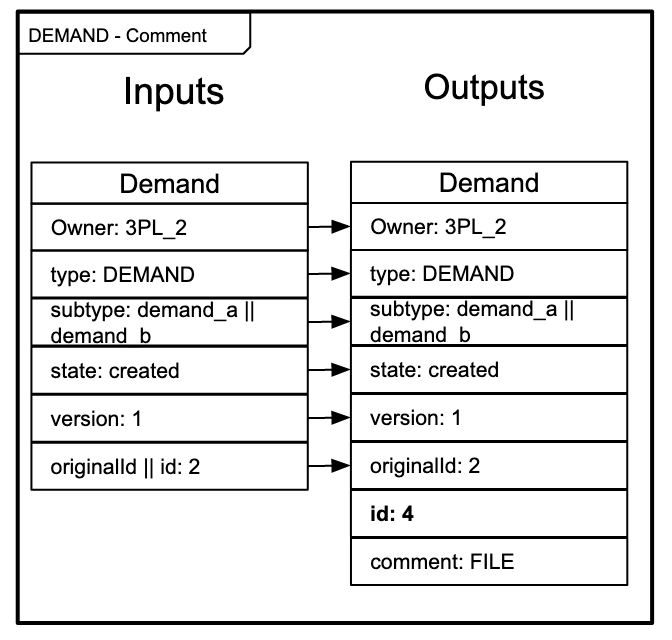 DEMAND - Comment
Inputs
Outputs
Demand
Owner: 3PL_2
type: DEMAND
subtype: demand_a ||
demand_b
state: created
version: 1
originalId || id: 2
Demand
Owner: 3PL_2
type: DEMAND
subtype: demand_a ||
demand_b
state: created
version: 1
originalId: 2
id: 4
comment: FILE